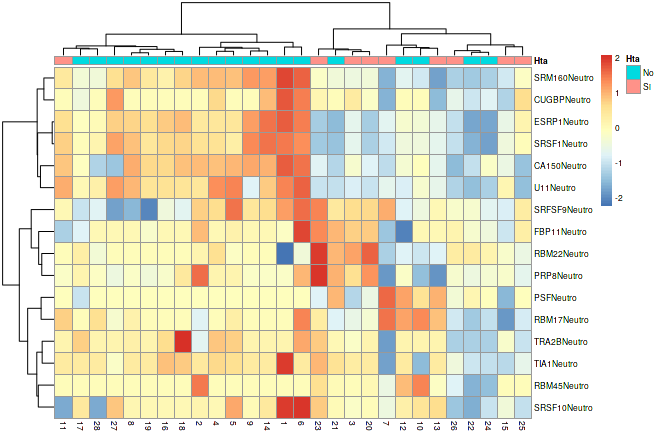 Hta
SRM160Neutro
CUGBPNeutro
ESRP1Neutro
SRSF1Neutro
CA150Neutro
U11Neutro
SRFSF9Neutro
FBP11Neutro
RBM22Neutro
PRP8Neutro
PSFNeutro
RBM17Neutro
TRA2BNeutro
TIA1Neutro
RBM45Neutro
SRSF10Neutro
11 17 28 27 8 19 16 18 2 4 5 9 14 1 6 23 21 3 20 7 12 10 13 26 22 24 15 25
2
1
0
-1
-2
Hta
No
SI